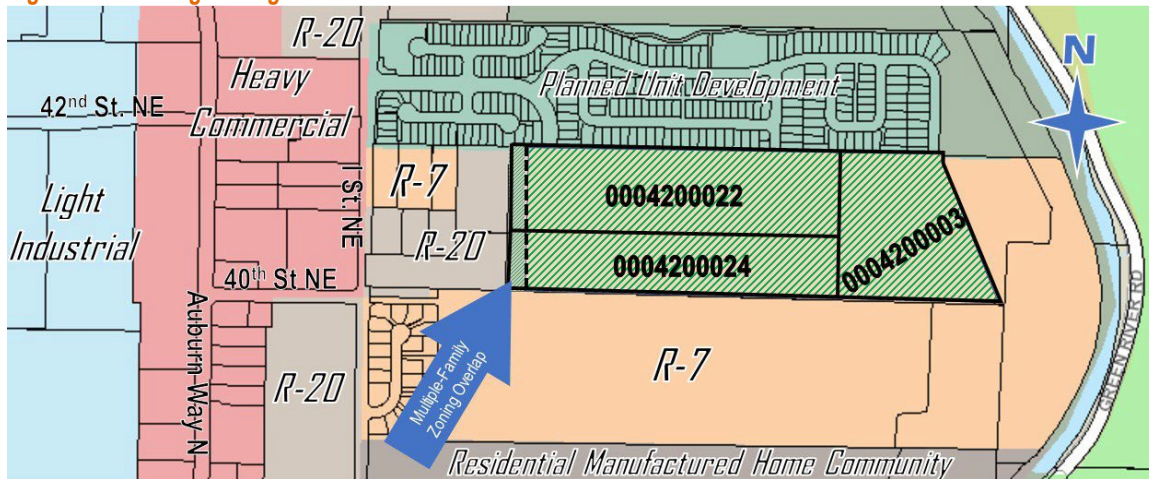 R-20
Heavy
Commercial
42nd St. NE
Planned Unit Development
N
Light
Industrial
R-7
I St. NE
R-20
0004200022
0004200024
0004200003
40th St NE
Auburn Way N
R-20
Multiple-Family
Zoning Overlap
R-7
GREEN RIVER RD
Residential Manufactured Home Community